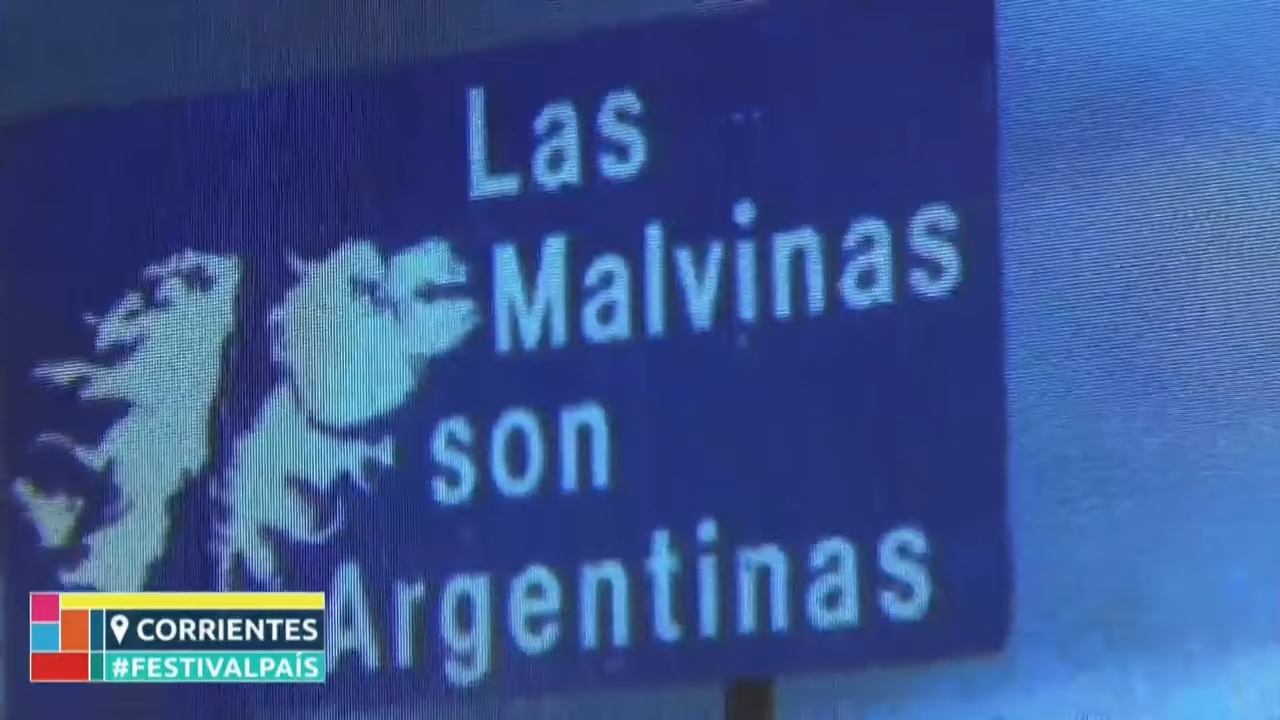 Las
Malvinas
son
Argentinas
CORRIENTES
#FESTIVALPAÍS